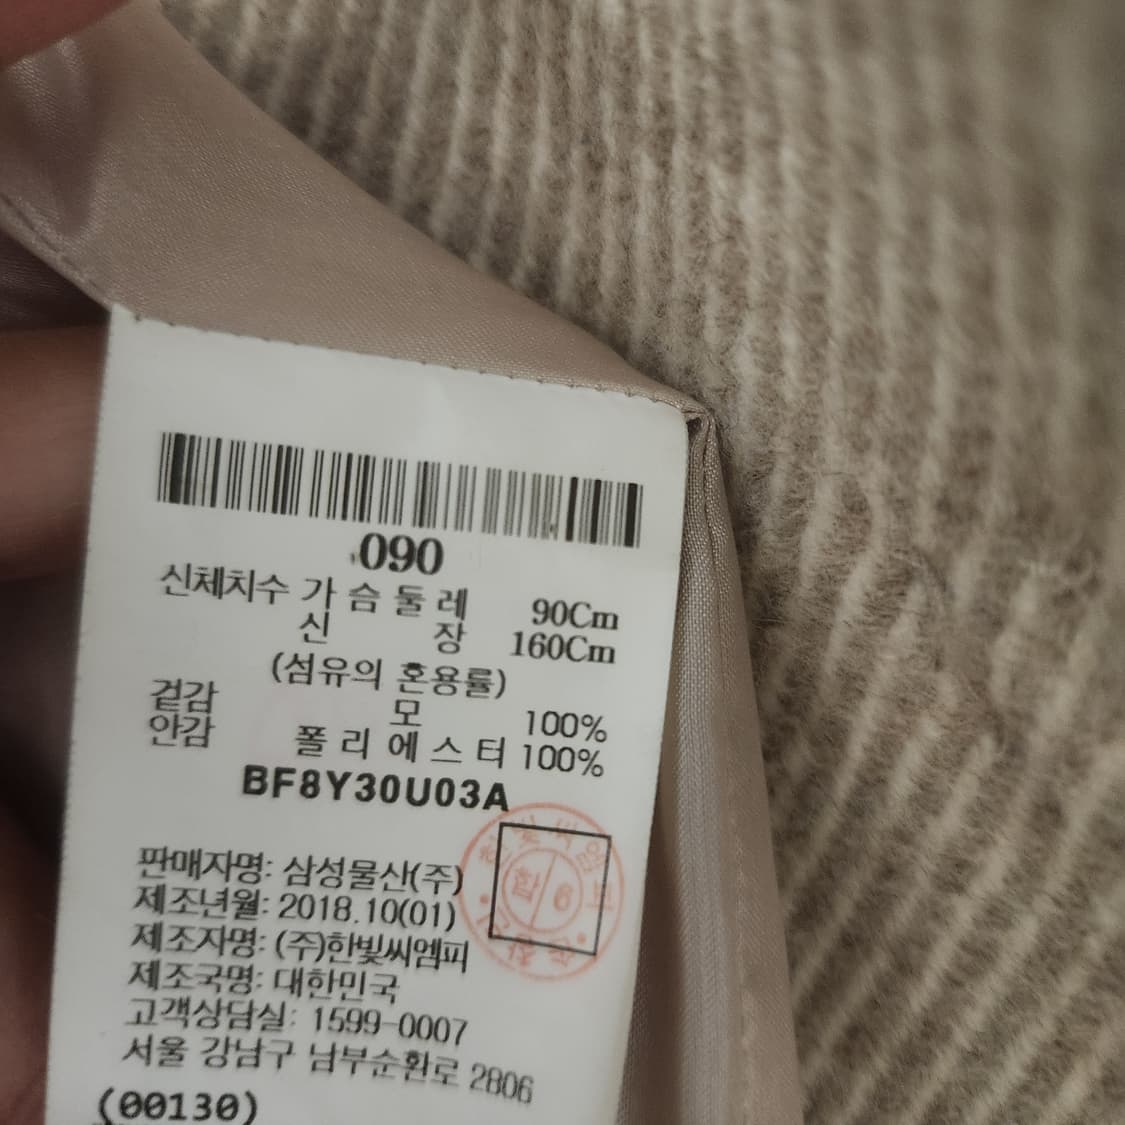 090
신체치수 가 슴 둘 레 90Cm
신 장 160Cm
(섬유의 혼용률)
겉감 모 100%
안감 폴 리 에 스 터 100%
BF8Y30U03A
판매자명: 삼성물산(주)
제조년월: 2018.10(01)
제조자명: (주)한빛씨엠피
제조국명: 대한민국
고객상담실: 1599-0007
서울 강남구 남부순환로 2806
(00130)